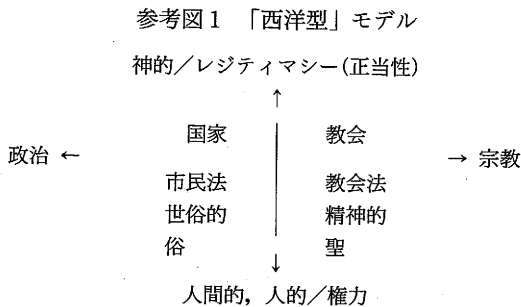 参考図1 「西洋型」モデル
神的/レジティマシー(正当性)
↑
国家 教会
政治 ← → 宗教
市民法 教会法
世俗的 精神的
俗 聖
↓
人間的,人的/権力